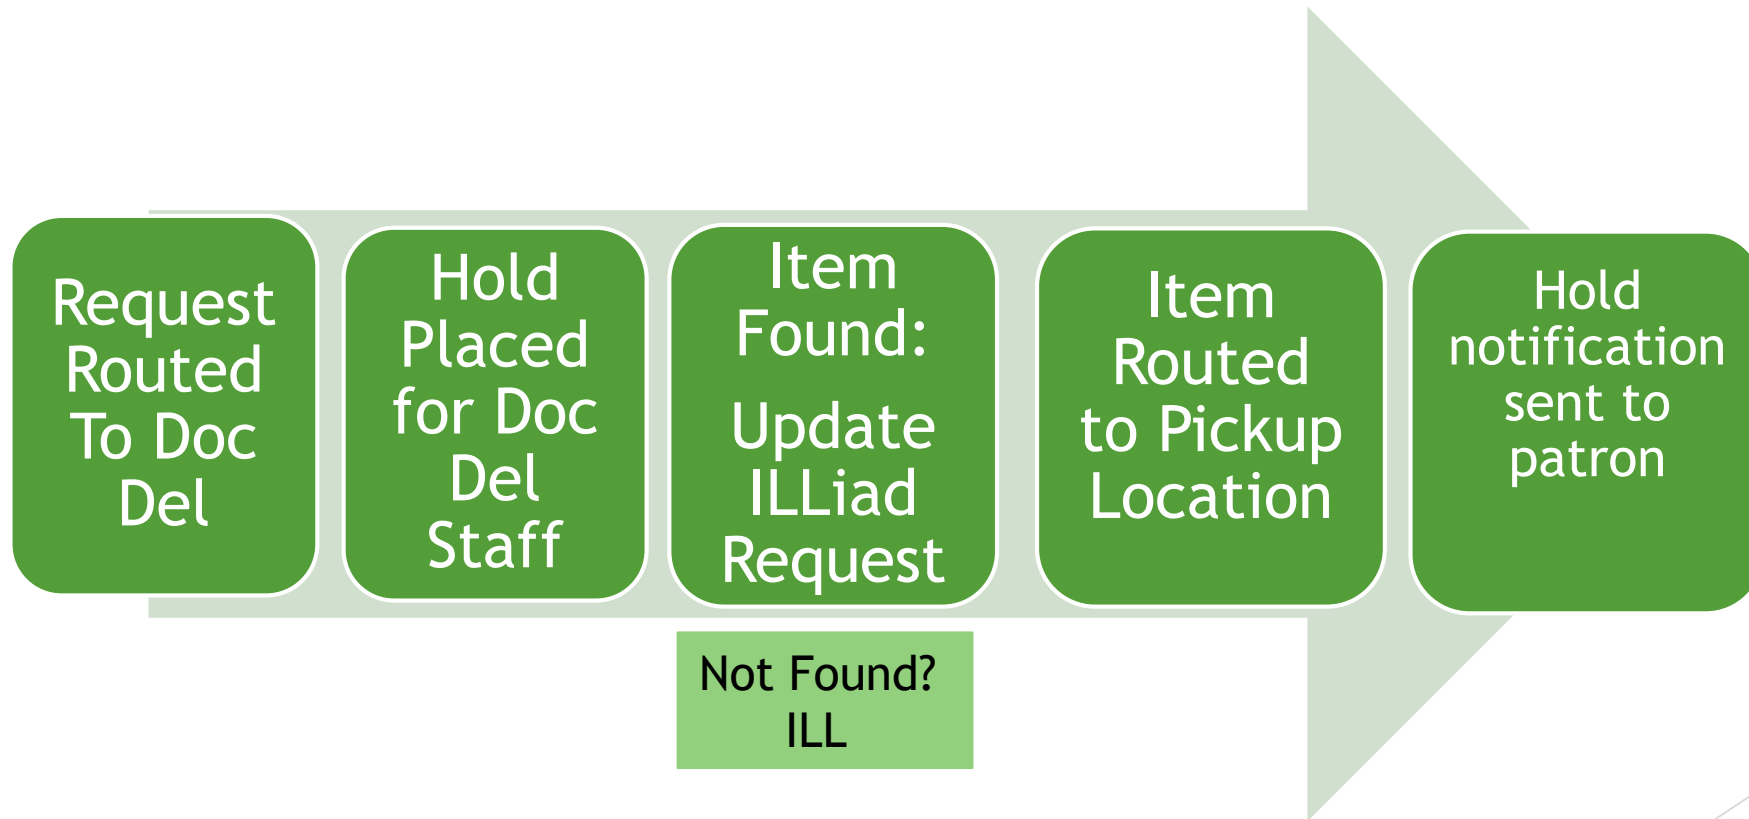 Request
Routed
To Doc
Del
Hold
Placed
for Doc
Del
Staff
Item
Found:
Update
ILLiad
Request
Item
Routed
to Pickup
Location
Hold
notification
sent to
patron
Not Found?
ILL